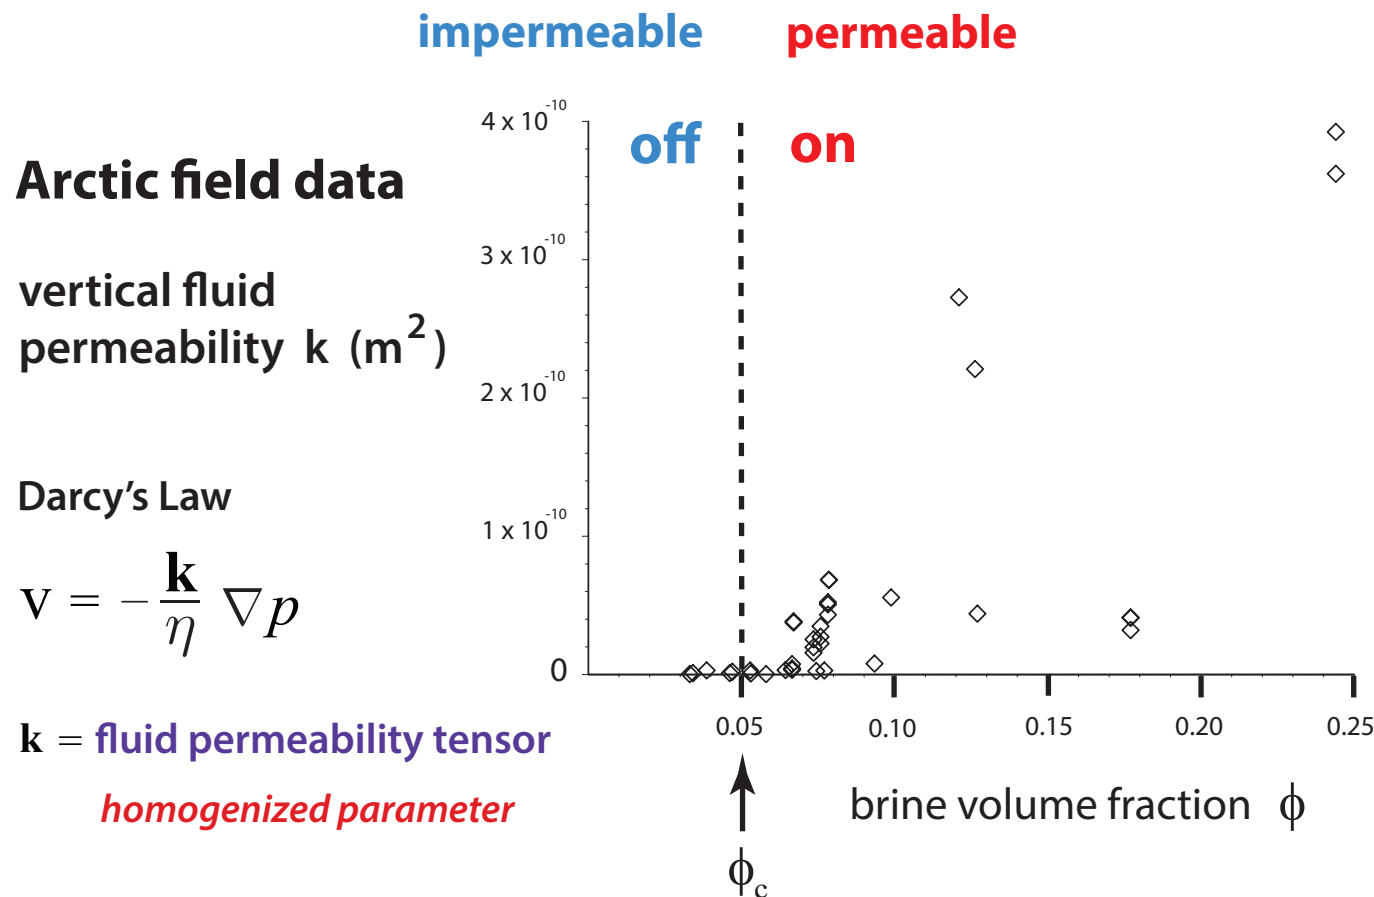 impermeable permeable
off on
Arctic field data
vertical fluid
permeability k (m²)
Darcy's Law
v = − k/η ∇p
k = fluid permeability tensor
homogenized parameter
4 x 10⁻¹⁰
3 x 10⁻¹⁰
2 x 10⁻¹⁰
1 x 10⁻¹⁰
0
0.05 0.10 0.15 0.20 0.25
brine volume fraction ϕ
ϕc